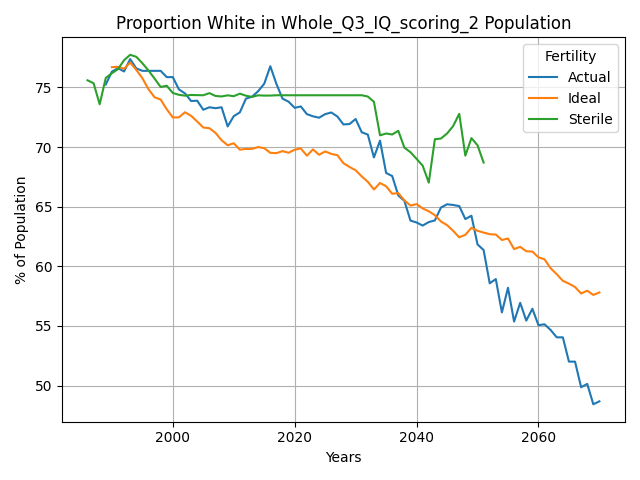 Proportion White in Whole_Q3_IQ_scoring_2 Population
Fertility
Actual
Ideal
Sterile
% of Population
75
70
65
60
55
50
2000
2020
2040
2060
Years